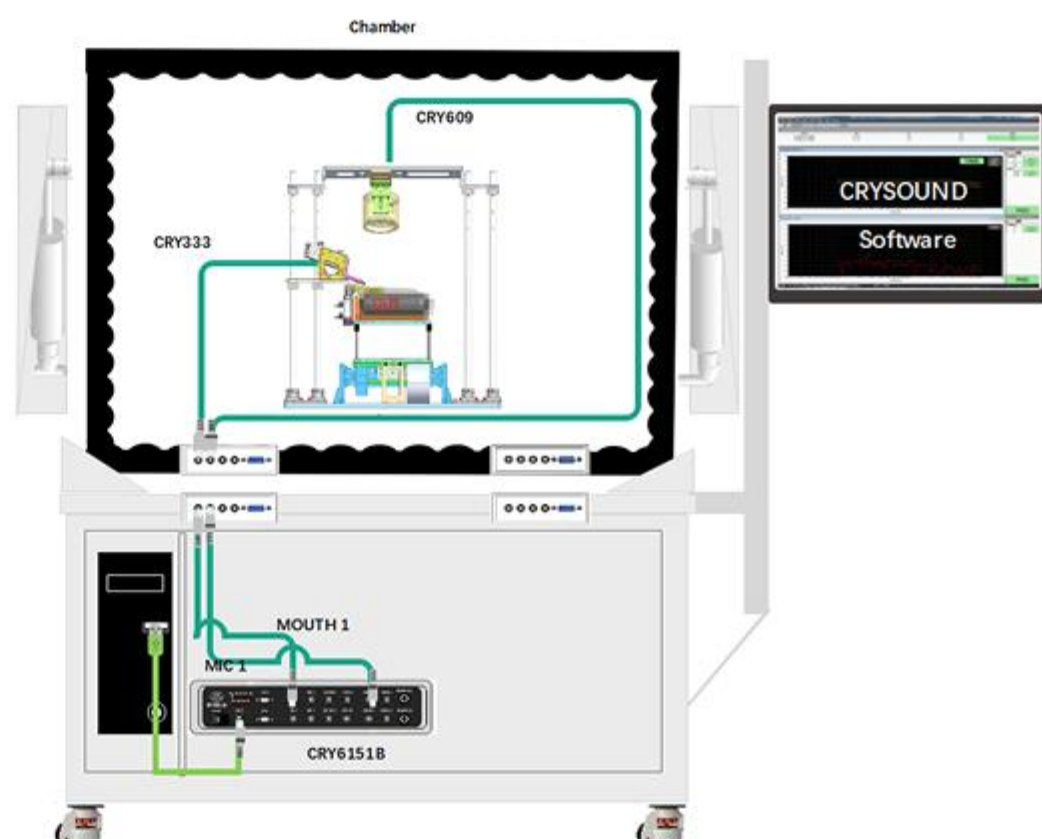 Chamber
CRY609
CRY333
CRYSOUND
Software
MOUTH 1
MIC 1
CRY6151B